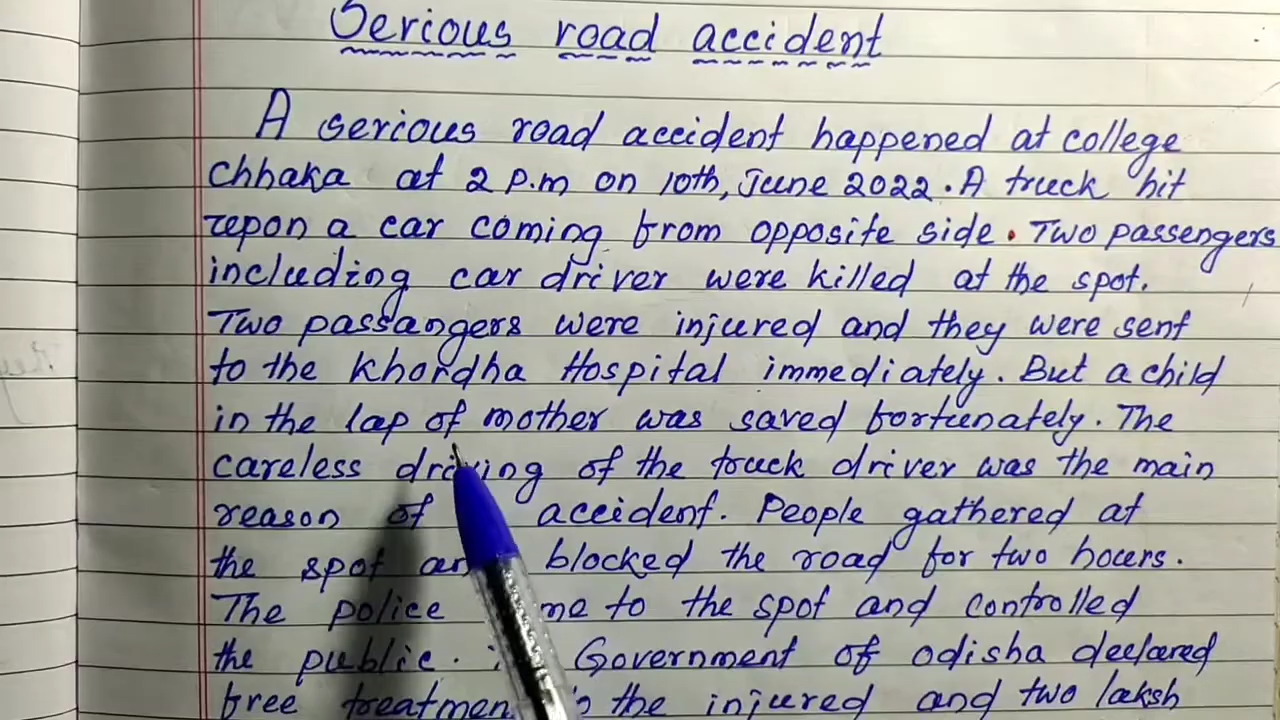 Serious road accident
A serious road accident happened at college
chhaka at 2 p.m on 10th, June 2022. A truck hit
upon a car coming from opposite side. Two passengers
including car driver were killed at the spot.
Two passangers were injured and they were sent
to the Khordha Hospital immediately. But a child
in the lap of mother was saved fortunately. The
careless driving of the truck driver was the main
reason of accident. People gathered at
the spot an blocked the road for two hours.
The police me to the spot and controlled
the public. Government of odisha declared
free treatmen the injured and two laksh